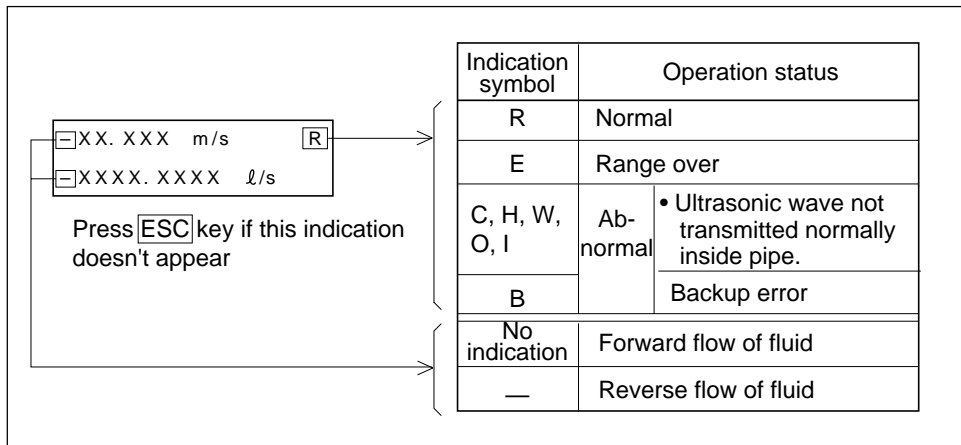 −XX. XXX m/s R
−XXXX. XXXX ℓ/s
Press ESC key if this indication
doesn't appear
Indication
symbol
Operation status
R Normal
E Range over
C, H, W,
O, I
Ab-
normal
• Ultrasonic wave not
transmitted normally
inside pipe.
B Backup error
No
indication
Forward flow of fluid
— Reverse flow of fluid